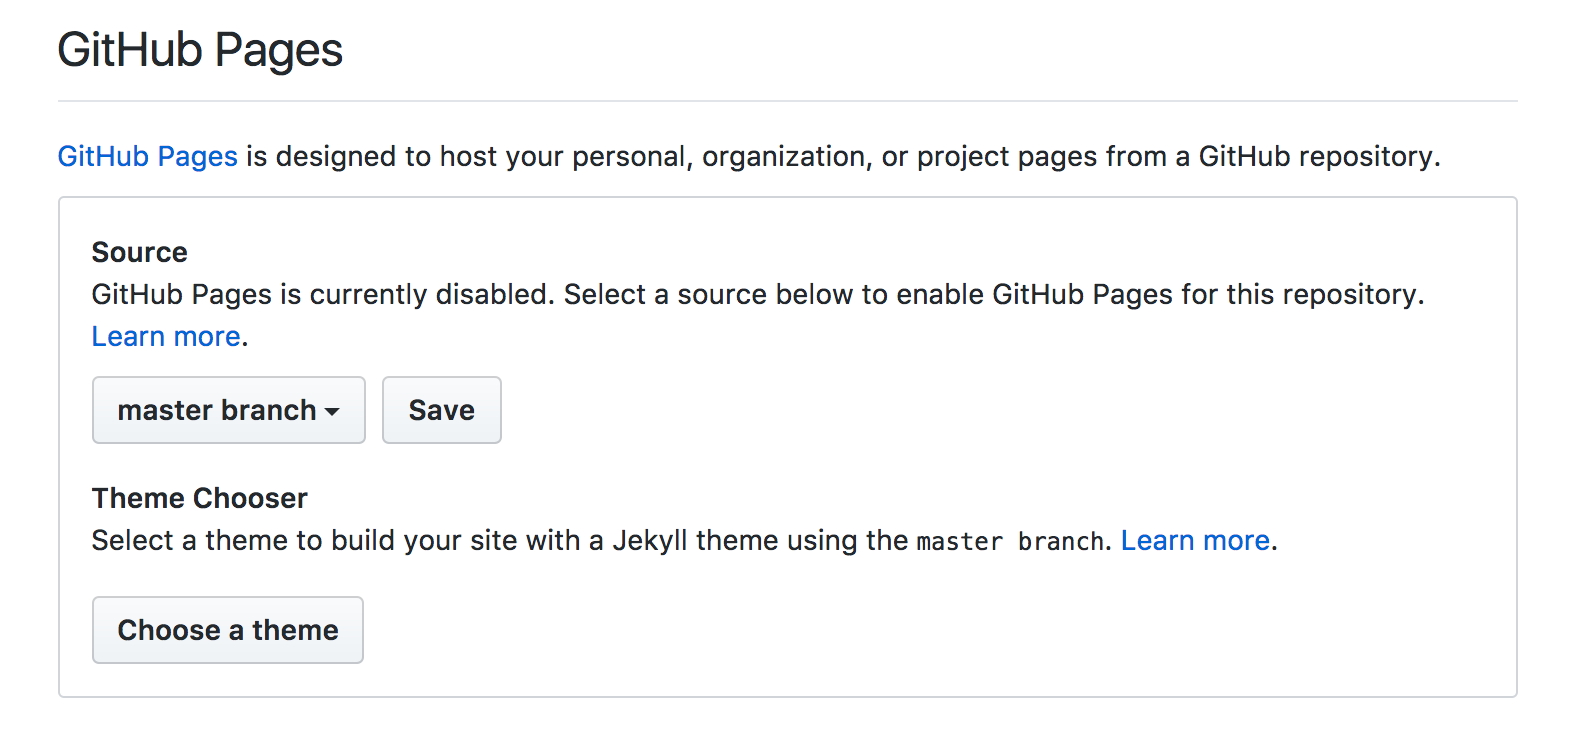 GitHub Pages
GitHub Pages is designed to host your personal, organization, or project pages from a GitHub repository.
Source
GitHub Pages is currently disabled. Select a source below to enable GitHub Pages for this repository.
Learn more.
master branch
Save
Theme Chooser
Select a theme to build your site with a Jekyll theme using the master branch. Learn more.
Choose a theme